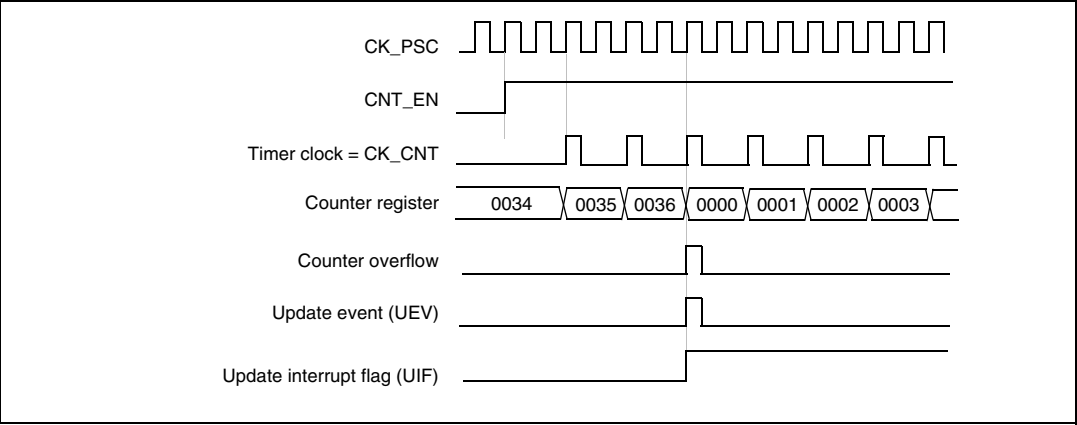 CK_PSC
CNT_EN
Timer clock = CK_CNT
Counter register 0034 0035 0036 0000 0001 0002 0003
Counter overflow
Update event (UEV)
Update interrupt flag (UIF)